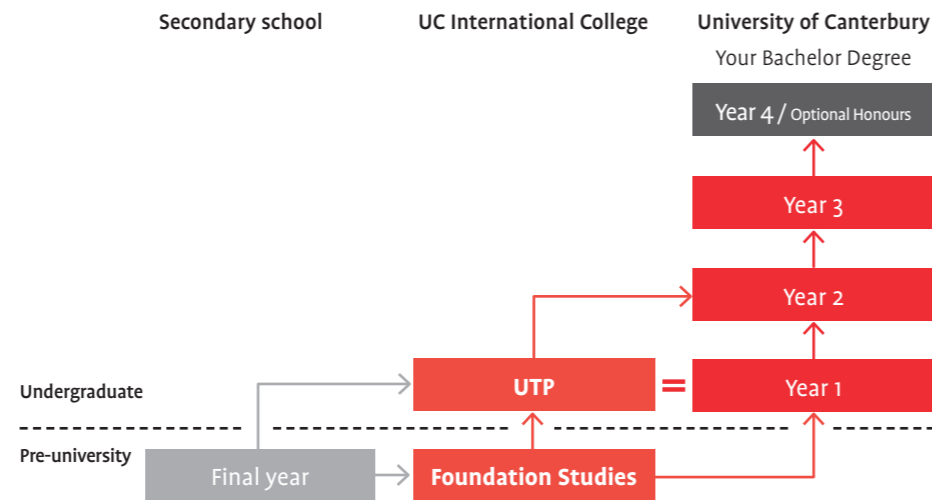 Secondary school
UC International College
University of Canterbury
Your Bachelor Degree
Year 4 / Optional Honours
Year 3
Year 2
Undergraduate
UTP
=
Year 1
Pre-university
Final year
Foundation Studies